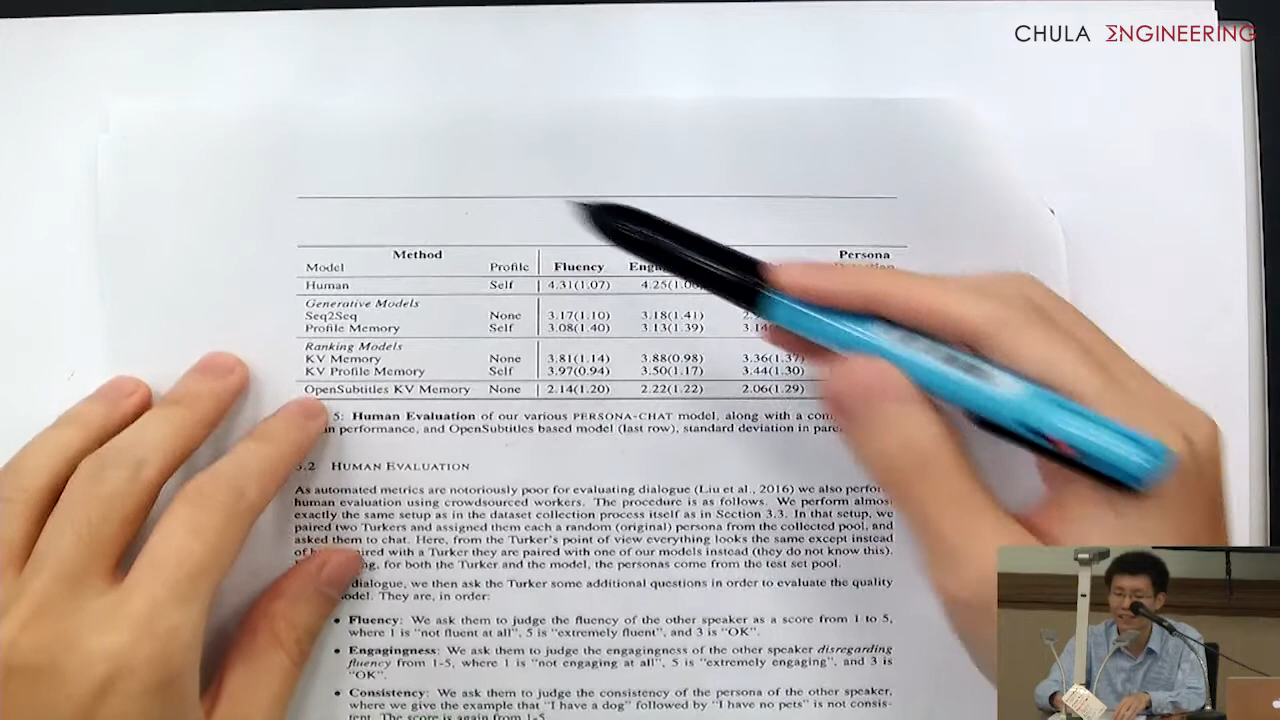 CHULA ΣNGINEERING
Method Persona
Model Profile Fluency
Human Self 4.31(1.07)
Generative Models
Seq2Seq None 3.17(1.10) 3.18(1.41)
Profile Memory Self 3.08(1.40) 3.13(1.39)
Ranking Models
KV Memory None 3.81(1.14) 3.88(0.98) 3.36(1.37)
KV Profile Memory Self 3.97(0.94) 3.50(1.17) 3.44(1.30)
OpenSubtitles KV Memory None 2.14(1.20) 2.22(1.22) 2.06(1.29)
5: Human Evaluation of our various PERSONA-CHAT model, along with a
performance, and OpenSubtitles based model (last row), standard deviation in
.2 HUMAN EVALUATION
As automated metrics are notoriously poor for evaluating dialogue (Liu et al., 2016) we also perform
human evaluation using crowdsourced workers. The procedure is as follows. We perform almost
exactly the same setup as in the dataset collection process itself as in Section 3.3. In that setup, we
paired two Turkers and assigned them each a random (original) persona from the collected pool, and
asked them to chat. Here, from the Turker's point of view everything looks the same except instead
of with a Turker they are paired with one of our models instead (they do not know this).
for both the Turker and the model, the personas come from the test set pool.
dialogue, we then ask the Turker some additional questions in order to evaluate the quality
They are, in order:
• Fluency: We ask them to judge the fluency of the other speaker as a score from 1 to 5,
where 1 is "not fluent at all", 5 is "extremely fluent", and 3 is "OK".
• Engagingness: We ask them to judge the engagingness of the other speaker disregarding
fluency from 1-5, where 1 is "not engaging at all", 5 is "extremely engaging", and 3 is
"OK".
• Consistency: We ask them to judge the consistency of the persona of the other speaker,
where we give the example that "I have a dog" followed by "I have no pets" is not consis-
tent. The score is again from 1-5.